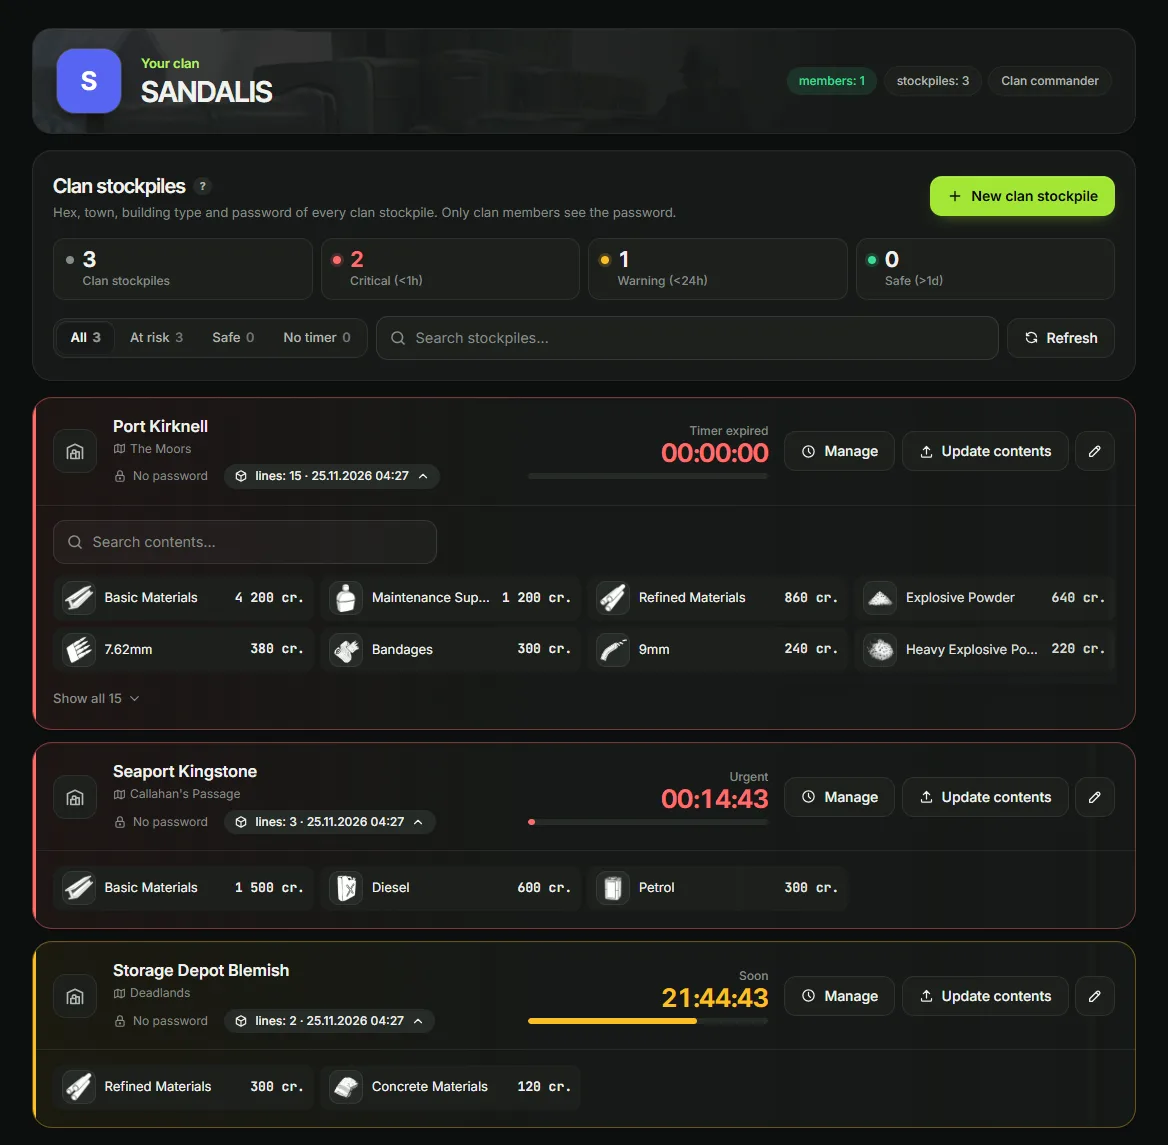 S
Your clan
SANDALIS
members: 1
stockpiles: 3
Clan commander
Clan stockpiles ?
Hex, town, building type and password of every clan stockpile. Only clan members see the password.
+ New clan stockpile
3
Clan stockpiles
2
Critical (<1h)
1
Warning (<24h)
0
Safe (>1d)
All 3
At risk 3
Safe 0
No timer 0
Search stockpiles...
Refresh
Port Kirknell
The Moors
No password
lines: 15 · 25.11.2026 04:27
Timer expired
00:00:00
Manage
Update contents
Search contents...
Basic Materials 4 200 cr.
Maintenance Sup... 1 200 cr.
Refined Materials 860 cr.
Explosive Powder 640 cr.
7.62mm 380 cr.
Bandages 300 cr.
9mm 240 cr.
Heavy Explosive Po... 220 cr.
Show all 15
Seaport Kingstone
Callahan's Passage
No password
lines: 3 · 25.11.2026 04:27
Urgent
00:14:43
Manage
Update contents
Basic Materials 1 500 cr.
Diesel 600 cr.
Petrol 300 cr.
Storage Depot Blemish
Deadlands
No password
lines: 2 · 25.11.2026 04:27
Soon
21:44:43
Manage
Update contents
Refined Materials 300 cr.
Concrete Materials 120 cr.